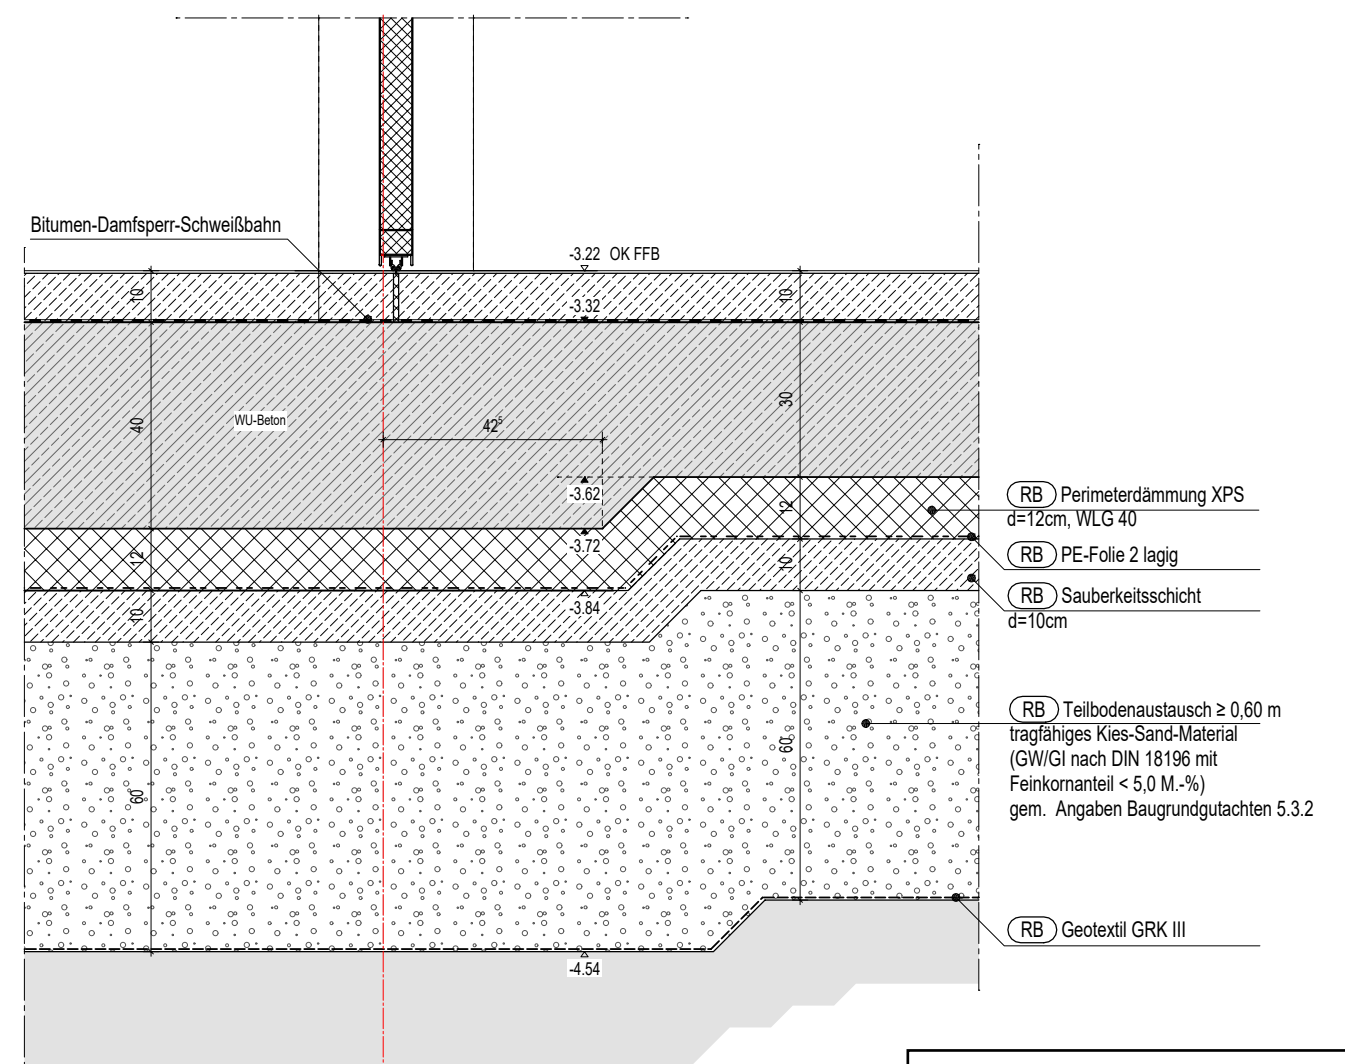 Bitumen-Damfsperr-Schweißbahn
-3.22 OK FFB
10
10
-3.32
40
WU-Beton
42⁵
30
-3.62
-3.72
12
12
10
10
-3.84
60
60
-4.54
RB Perimeterdämmung XPS
d=12cm, WLG 40
RB PE-Folie 2 lagig
RB Sauberkeitsschicht
d=10cm
RB Teilbodenaustausch ≥ 0,60 m
tragfähiges Kies-Sand-Material
(GW/GI nach DIN 18196 mit
Feinkornanteil < 5,0 M.-%)
gem. Angaben Baugrundgutachten 5.3.2
RB Geotextil GRK III